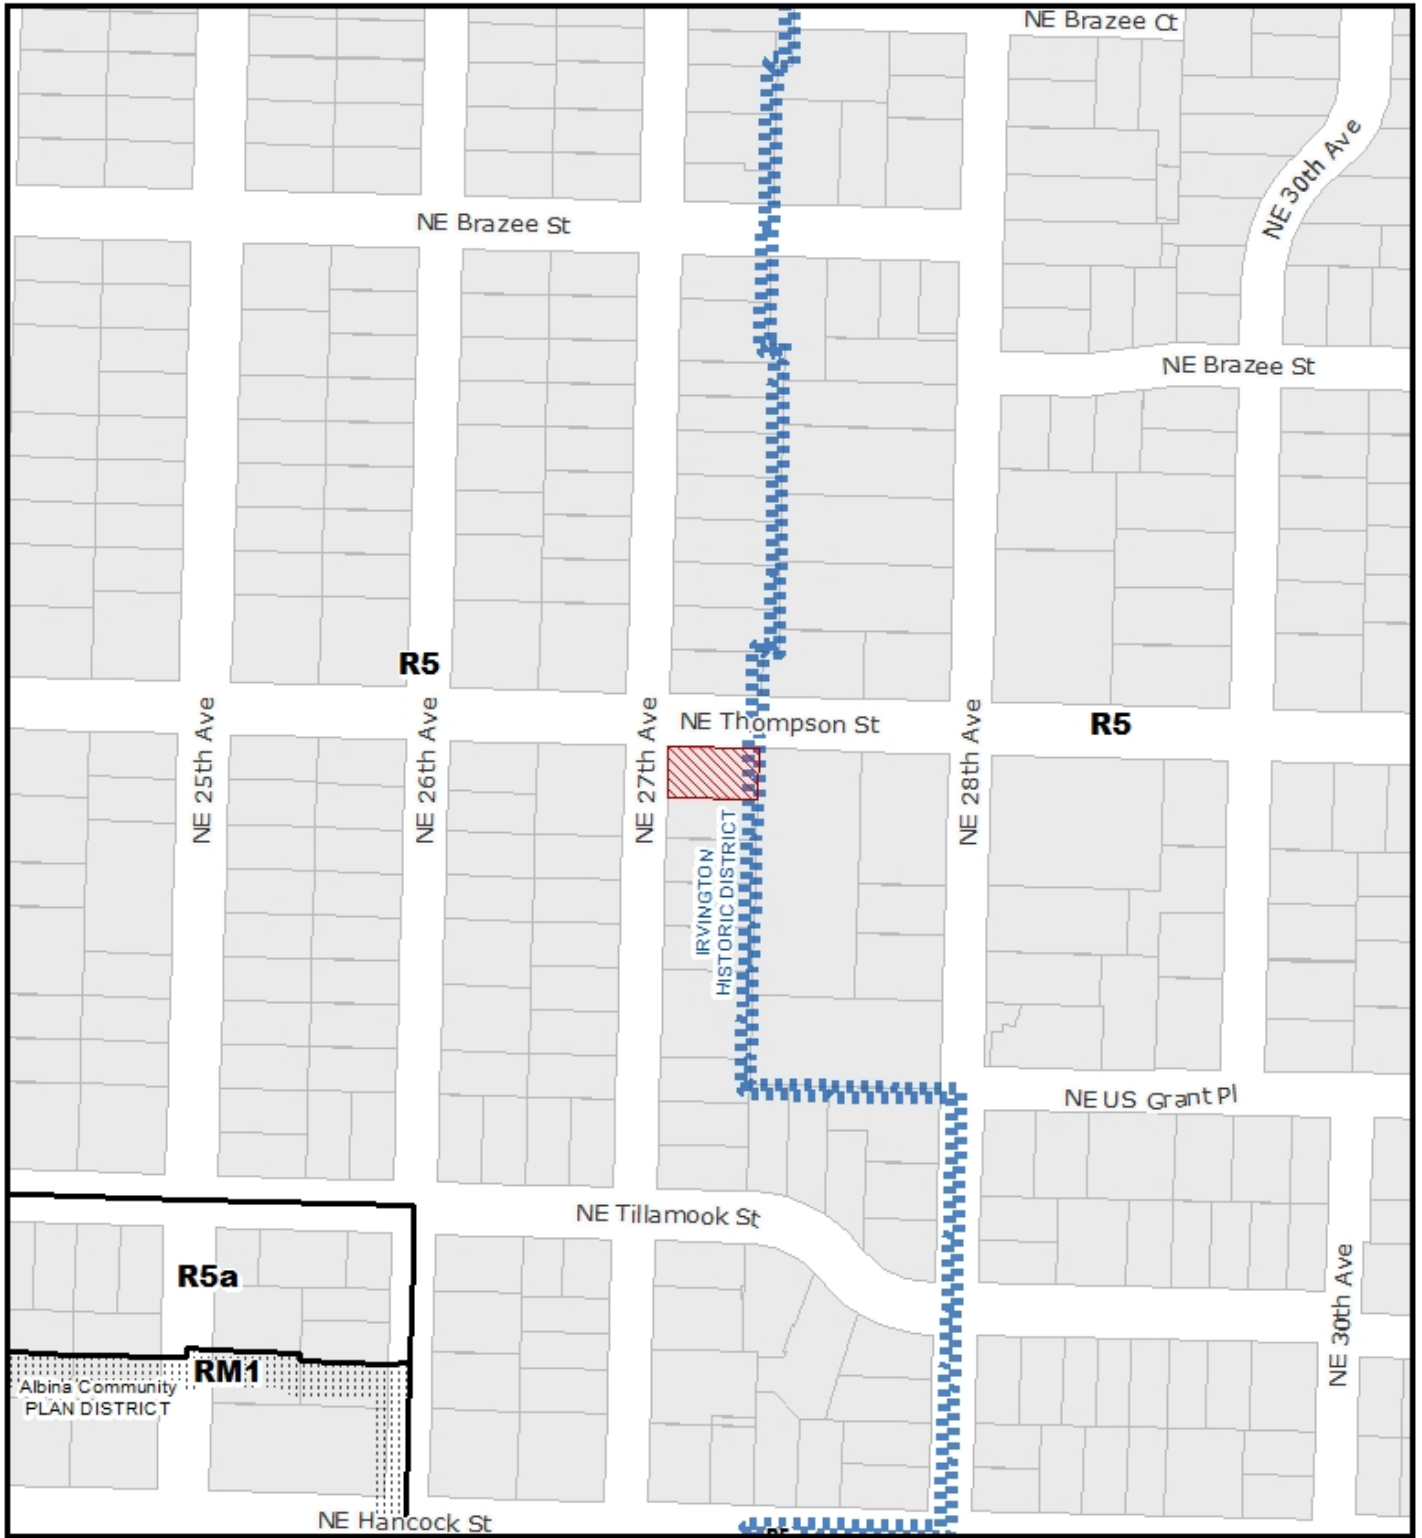 NE Brazee Ct
NE 30th Ave
NE Brazee St
NE Brazee St
R5
NE 25th Ave
NE 26th Ave
NE 27th Ave
NE Thompson St
NE 28th Ave
R5
IRVINGTON
HISTORIC DISTRICT
NE US Grant Pl
NE Tillamook St
R5a
NE 30th Ave
RM1
Albina Community
PLAN DISTRICT
NE Hancock St